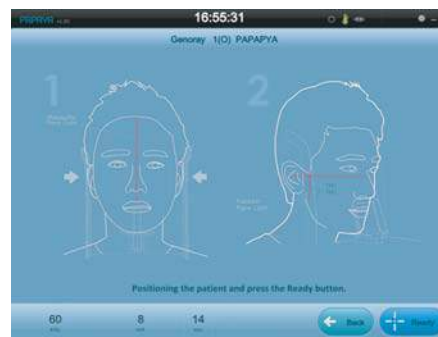 PAPAYA
16:55:31
Genoray 1(O) PAPAPYA
1
2
Positioning the patient and press the Ready button.
60
8
14
Back
Ready